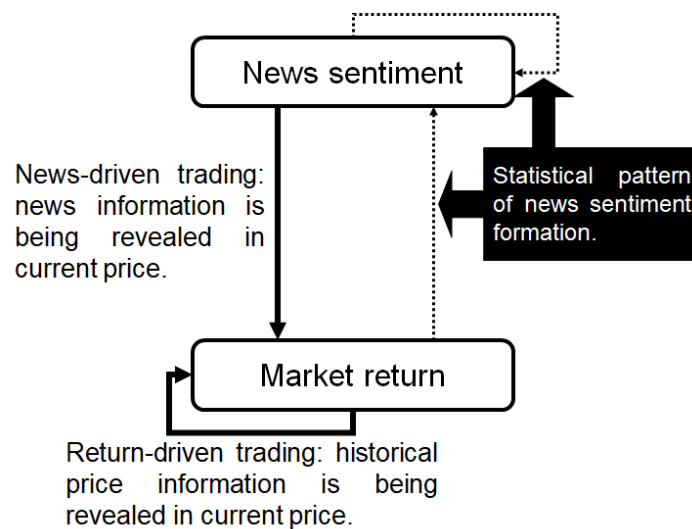 News sentiment
News-driven trading:
news information is
being revealed in
current price.
Statistical pattern
of news sentiment
formation.
Market return
Return-driven trading: historical
price information is being
revealed in current price.